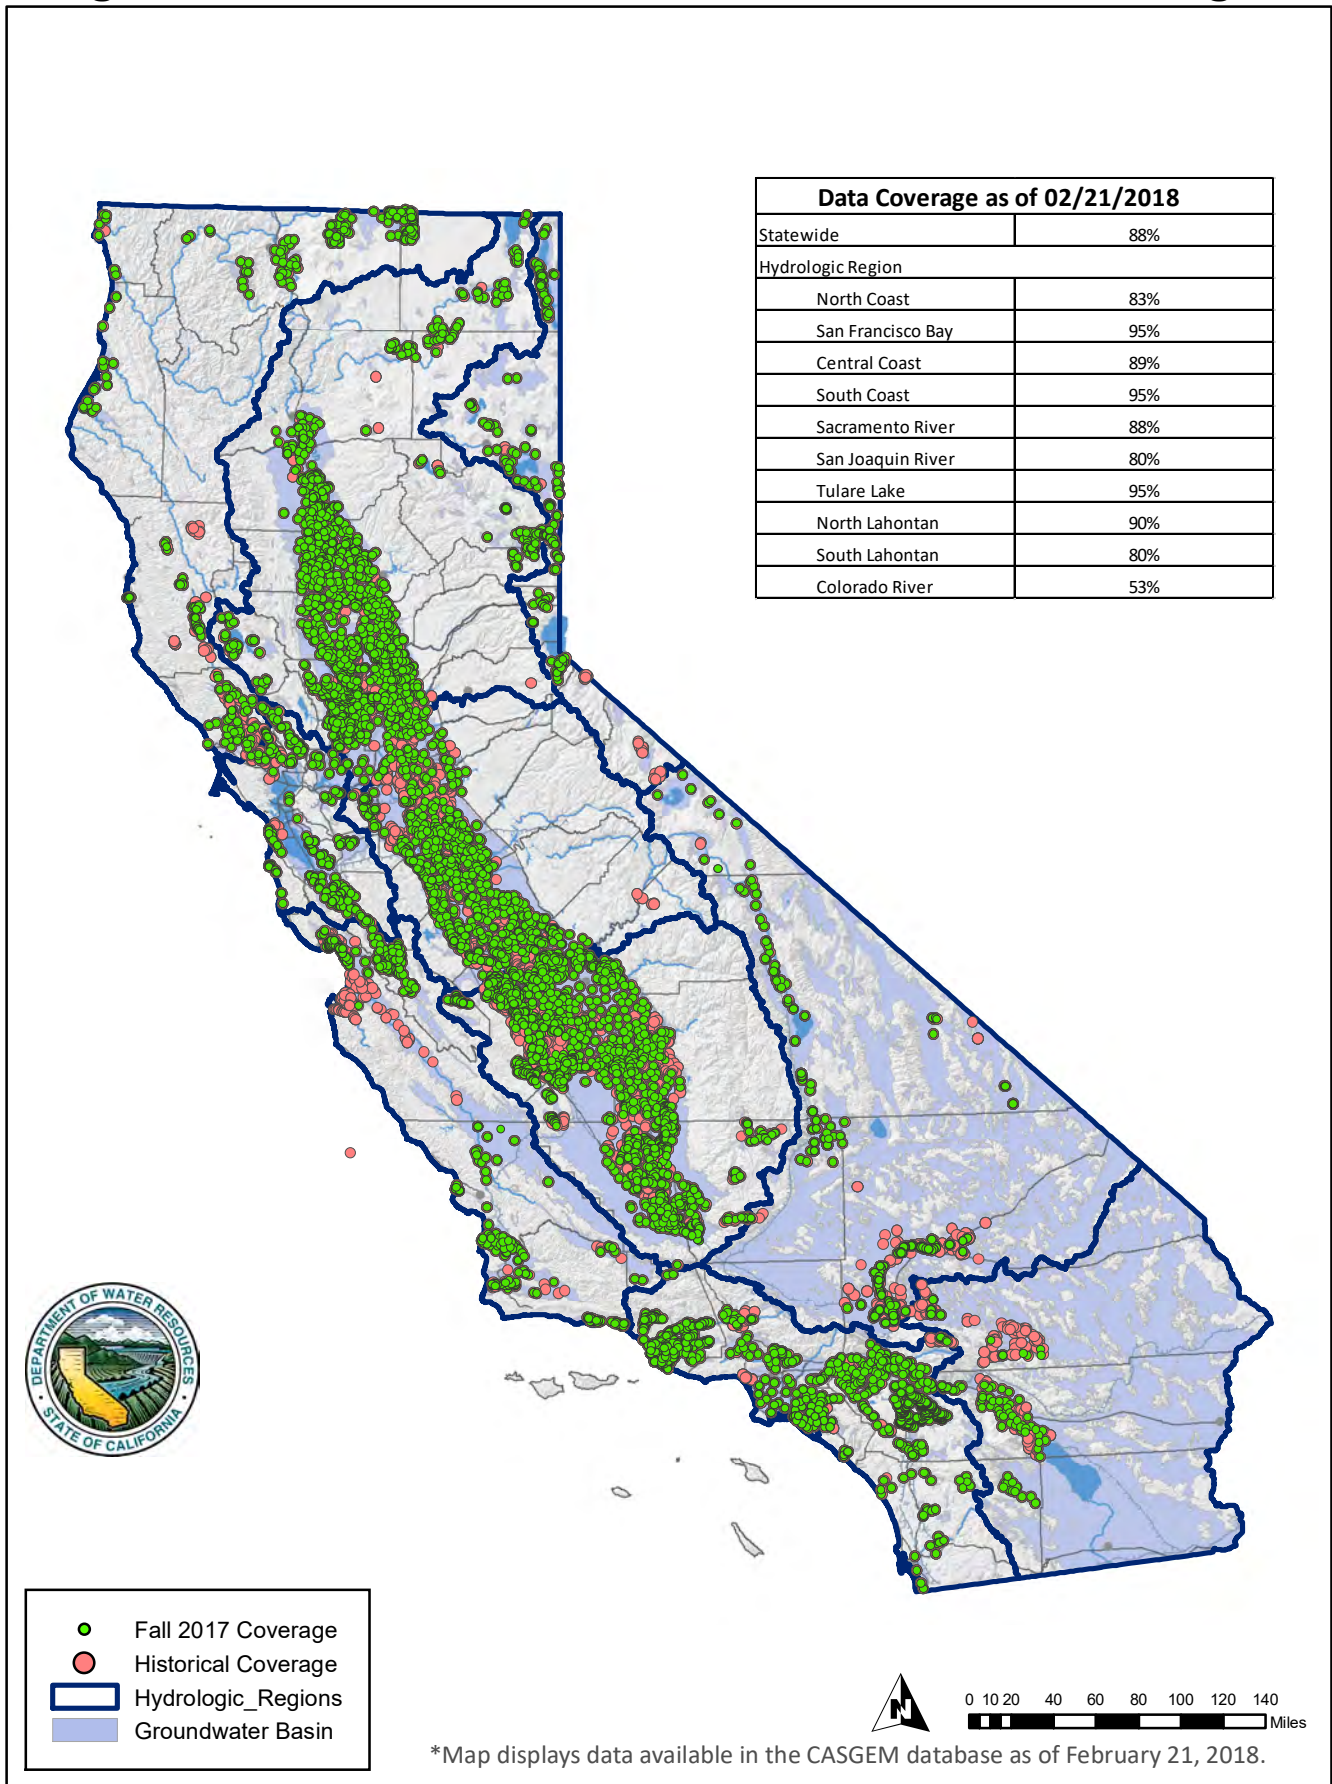 Data Coverage as of 02/21/2018
Statewide 88%
Hydrologic Region
North Coast 83%
San Francisco Bay 95%
Central Coast 89%
South Coast 95%
Sacramento River 88%
San Joaquin River 80%
Tulare Lake 95%
North Lahontan 90%
South Lahontan 80%
Colorado River 53%
DEPARTMENT OF WATER RESOURCES
STATE OF CALIFORNIA
Fall 2017 Coverage
Historical Coverage
Hydrologic_Regions
Groundwater Basin
N
0 10 20 40 60 80 100 120 140
Miles
*Map displays data available in the CASGEM database as of February 21, 2018.